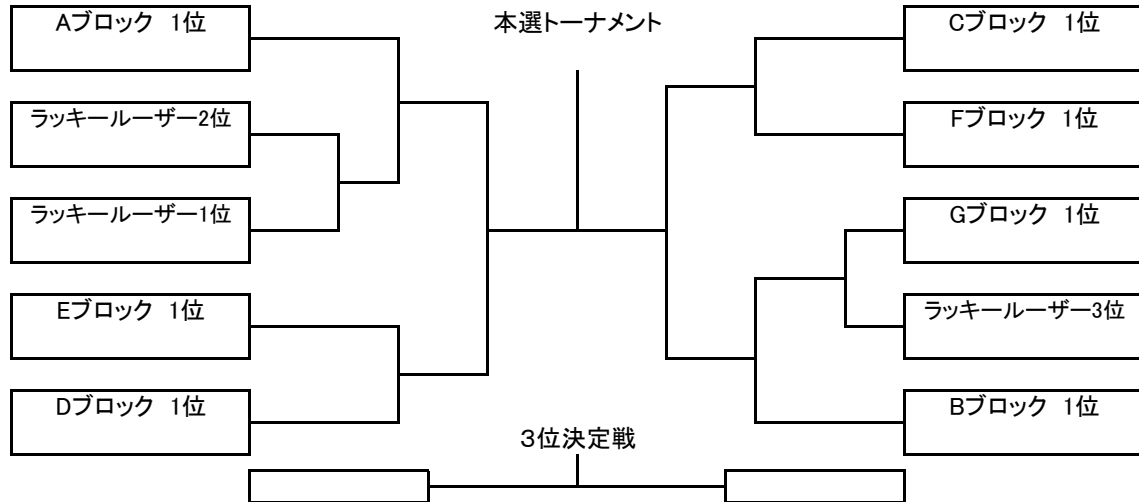 本選トーナメント
Aブロック 1位
ラッキールーザー2位
ラッキールーザー1位
Eブロック 1位
Dブロック 1位
Cブロック 1位
Fブロック 1位
Gブロック 1位
ラッキールーザー3位
Bブロック 1位
3位決定戦